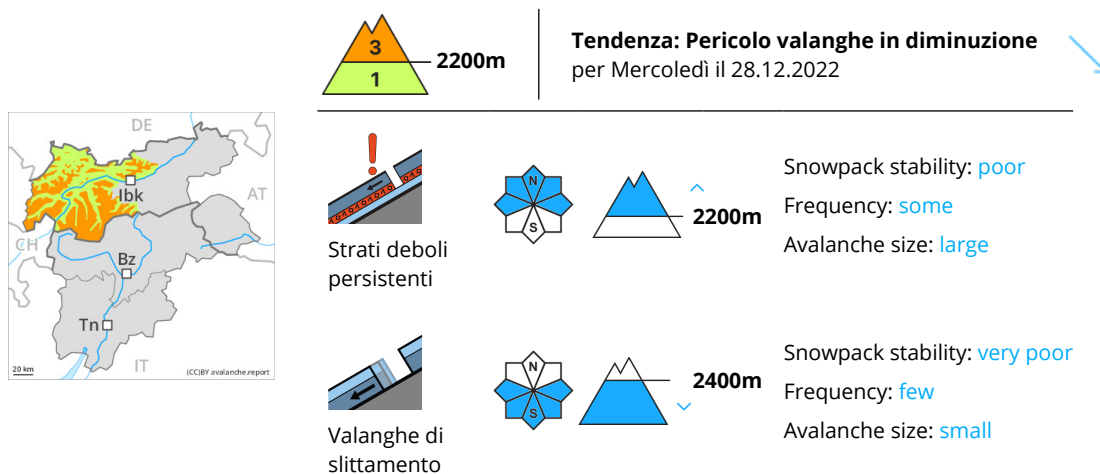 3
1
2200m
Tendenza: Pericolo valanghe in diminuzione
per Mercoledì il 28.12.2022
DE
Ibk
AT
CH
Bz
Tn
IT
20 km
(CC)BY avalanche.report
Strati deboli
persistenti
N
S
2200m
Snowpack stability: poor
Frequency: some
Avalanche size: large
Valanghe di
slittamento
N
S
2400m
Snowpack stability: very poor
Frequency: few
Avalanche size: small